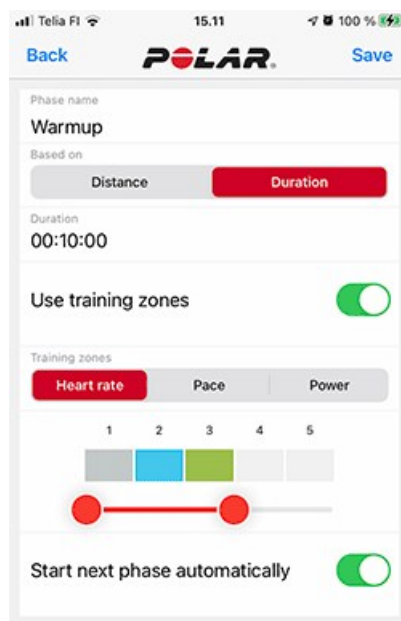 Telia FI 15.11 100 %
Back POLAR. Save
Phase name
Warmup
Based on
Distance Duration
Duration
00:10:00
Use training zones
Training zones
Heart rate Pace Power
1 2 3 4 5
Start next phase automatically